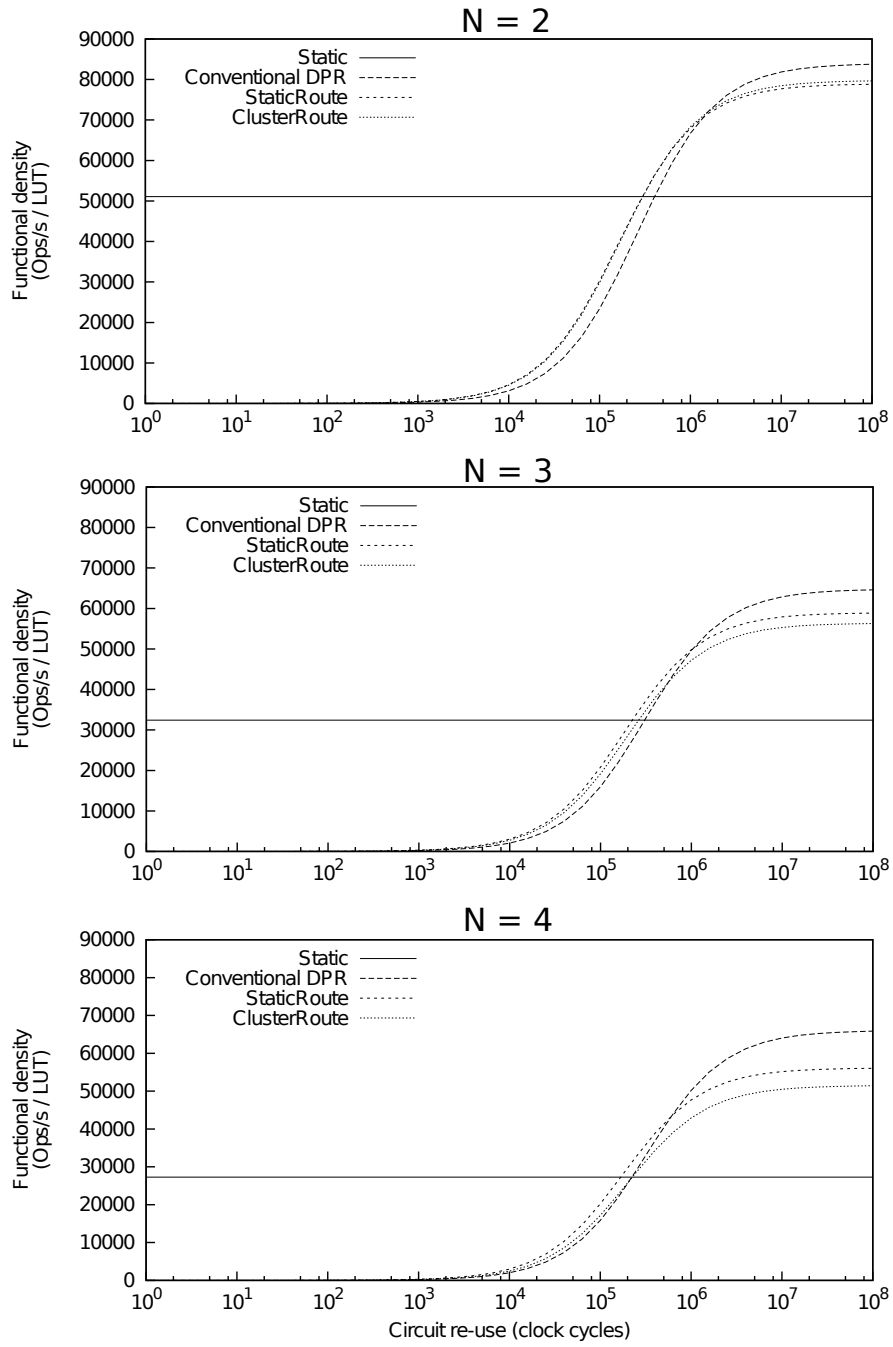 N = 2
90000
80000
70000
60000
50000
40000
30000
20000
10000
0
Functional density
(Ops/s / LUT)
Static
Conventional DPR
StaticRoute
ClusterRoute
10^0 10^1 10^2 10^3 10^4 10^5 10^6 10^7 10^8
N = 3
90000
80000
70000
60000
50000
40000
30000
20000
10000
0
Functional density
(Ops/s / LUT)
Static
Conventional DPR
StaticRoute
ClusterRoute
10^0 10^1 10^2 10^3 10^4 10^5 10^6 10^7 10^8
N = 4
90000
80000
70000
60000
50000
40000
30000
20000
10000
0
Functional density
(Ops/s / LUT)
Static
Conventional DPR
StaticRoute
ClusterRoute
10^0 10^1 10^2 10^3 10^4 10^5 10^6 10^7 10^8
Circuit re-use (clock cycles)